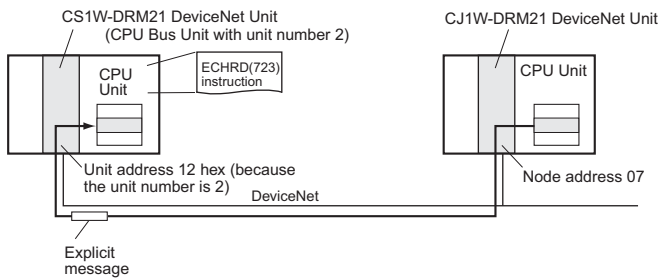 CS1W-DRM21 DeviceNet Unit
(CPU Bus Unit with unit number 2)
CPU
Unit
ECHRD(723)
instruction
Unit address 12 hex (because
the unit number is 2)
DeviceNet
Explicit
message
CJ1W-DRM21 DeviceNet Unit
CPU Unit
Node address 07